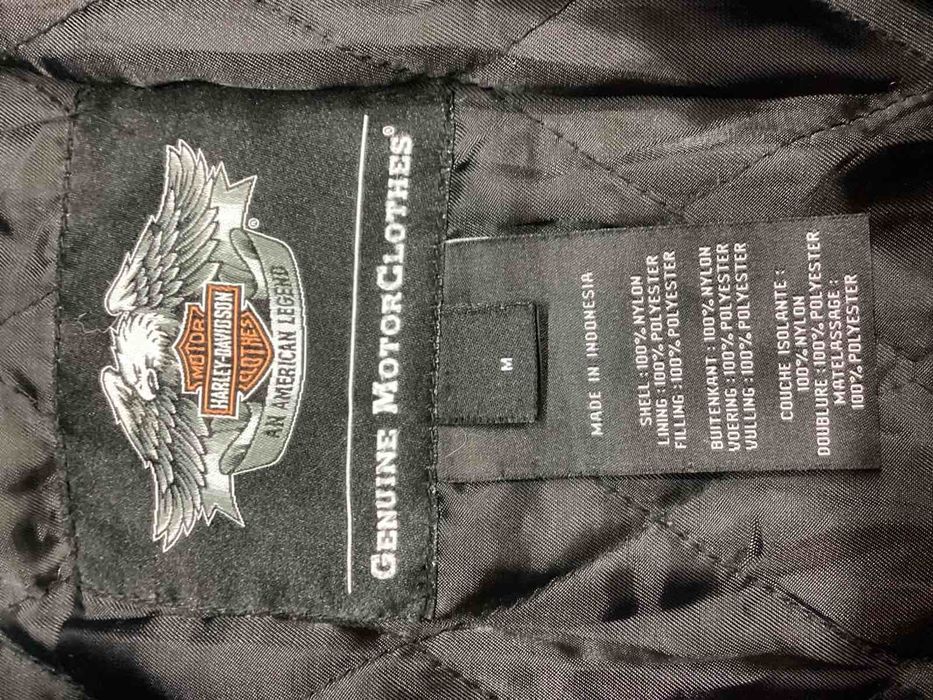 MOTOR
HARLEY-DAVIDSON
CLOTHES
AN AMERICAN LEGEND
®
GENUINE MOTORCLOTHES®
M
MADE IN INDONESIA
SHELL :100% NYLON
LINING :100% POLYESTER
FILLING :100% POLYESTER
BUITENKANT : 100% NYLON
VOERING :100% POLYESTER
VULLING :100% POLYESTER
COUCHE ISOLANTE :
100% NYLON
DOUBLURE :100% POLYESTER
MATELASSAGE :
100% POLYESTER